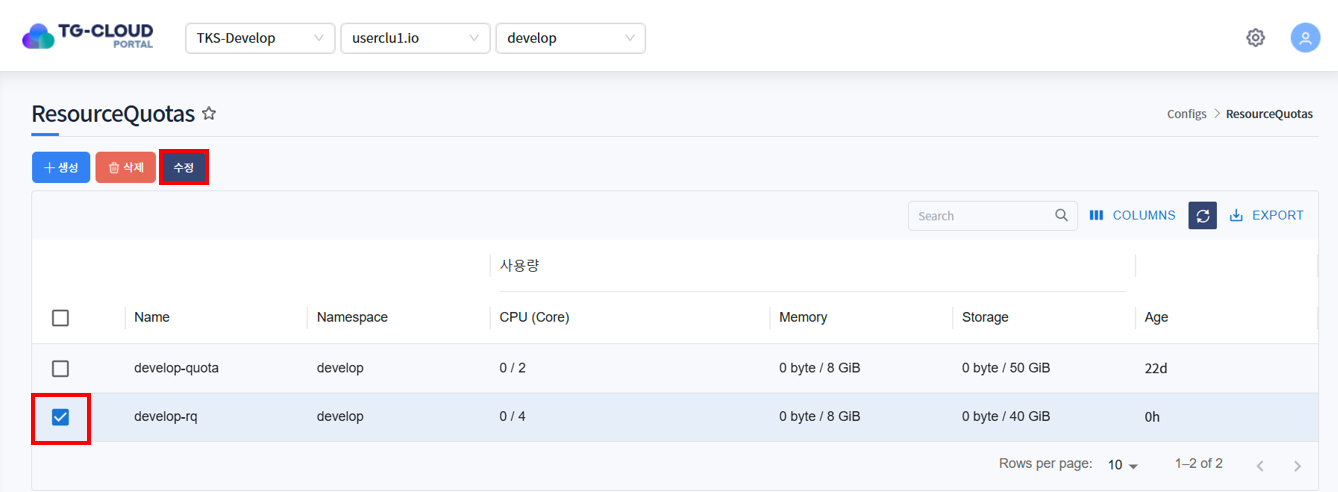 TG-CLOUD
PORTAL
TKS-Develop userclu1.io develop
ResourceQuotas
Configs > ResourceQuotas
+ 생성 삭제 수정
Search COLUMNS EXPORT
사용량
Name Namespace CPU (Core) Memory Storage Age
develop-quota develop 0 / 2 0 byte / 8 GiB 0 byte / 50 GiB 22d
develop-rq develop 0 / 4 0 byte / 8 GiB 0 byte / 40 GiB 0h
Rows per page: 10 1–2 of 2